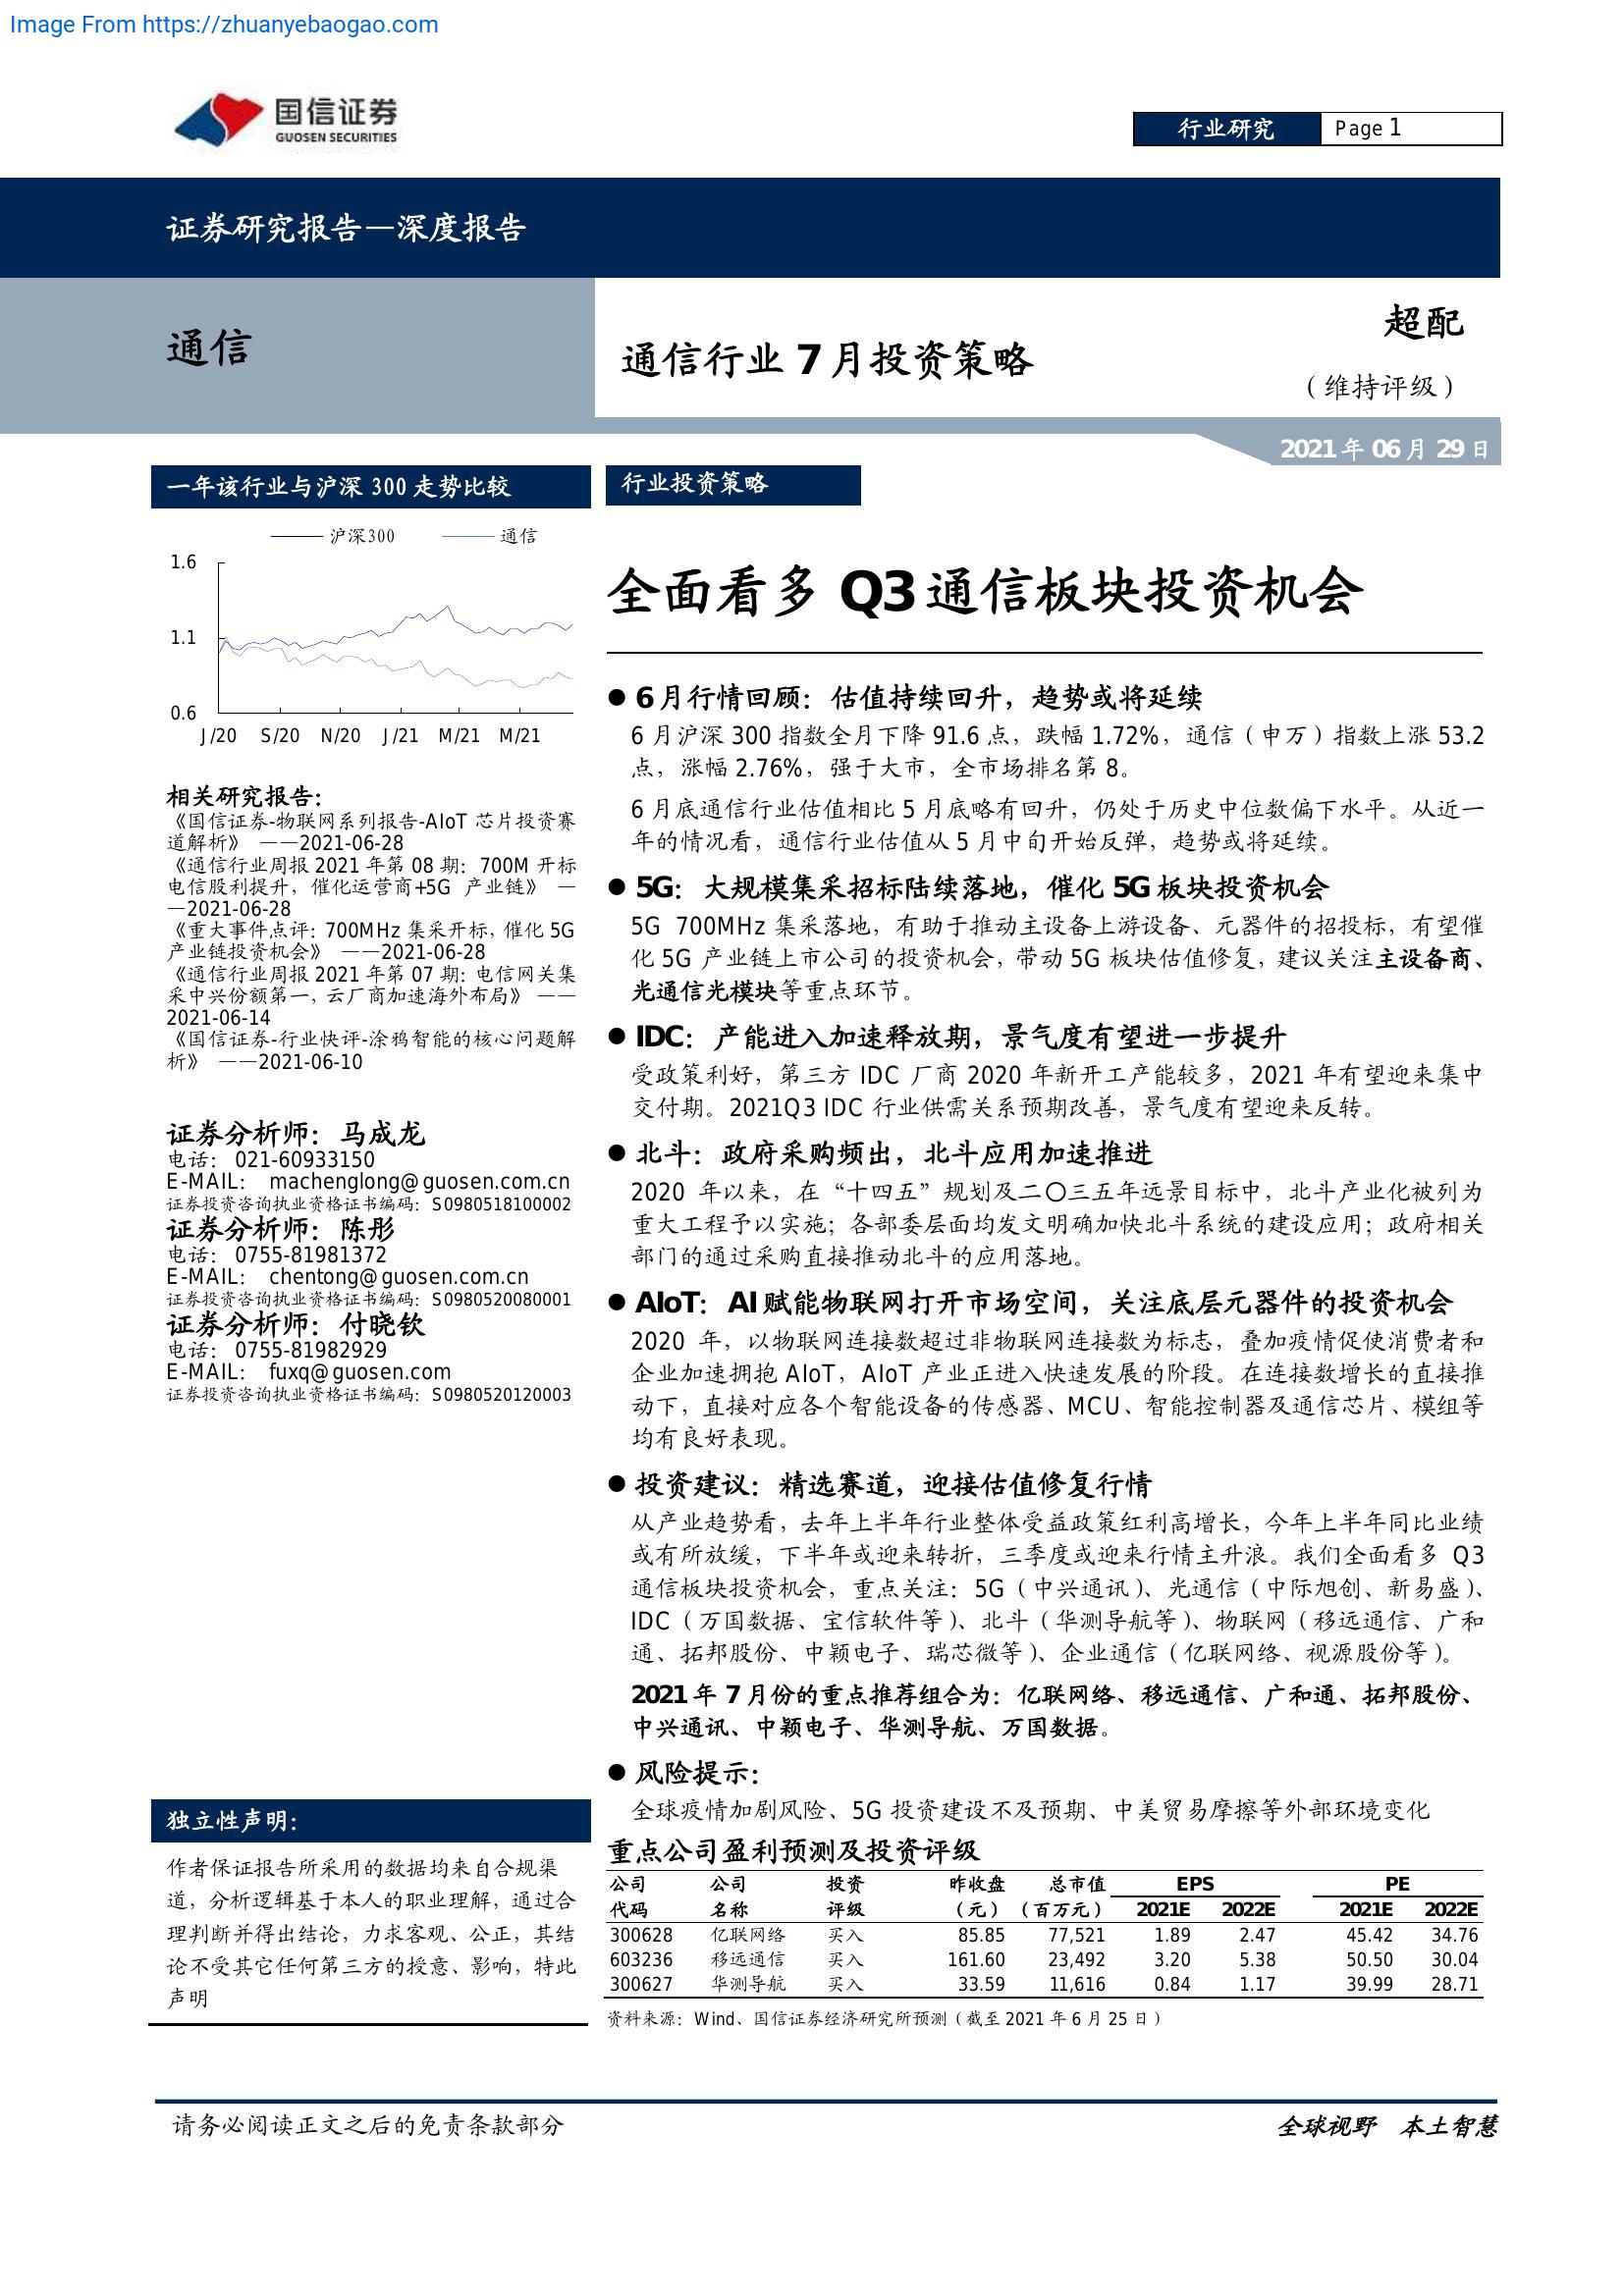 Image From https://zhuanyebaogao.com
国信证券
GUOSEN SECURITIES
行业研究
Page 1
证券研究报告—深度报告
通信
通信行业 7 月投资策略
超配
（维持评级）
2021 年 06 月 29 日
一年该行业与沪深 300 走势比较
沪深300 通信
1.6
1.1
0.6
J/20 S/20 N/20 J/21 M/21 M/21
相关研究报告：
《国信证券-物联网系列报告-AIoT 芯片投资赛
道解析》 ——2021-06-28
《通信行业周报 2021 年第 08 期：700M 开标
电信股利提升，催化运营商+5G 产业链》 —
—2021-06-28
《重大事件点评：700MHz 集采开标，催化 5G
产业链投资机会》 ——2021-06-28
《通信行业周报 2021 年第 07 期：电信网关集
采中兴份额第一，云厂商加速海外布局》 ——
2021-06-14
《国信证券-行业快评-涂鸦智能的核心问题解
析》 ——2021-06-10
证券分析师：马成龙
电话： 021-60933150
E-MAIL： machenglong@guosen.com.cn
证券投资咨询执业资格证书编码：S0980518100002
证券分析师：陈彤
电话： 0755-81981372
E-MAIL： chentong@guosen.com.cn
证券投资咨询执业资格证书编码：S0980520080001
证券分析师：付晓钦
电话： 0755-81982929
E-MAIL： fuxq@guosen.com
证券投资咨询执业资格证书编码：S0980520120003
独立性声明：
作者保证报告所采用的数据均来自合规渠
道，分析逻辑基于本人的职业理解，通过合
理判断并得出结论，力求客观、公正，其结
论不受其它任何第三方的授意、影响，特此
声明
行业投资策略
全面看多 Q3 通信板块投资机会
● 6 月行情回顾：估值持续回升，趋势或将延续
6 月沪深 300 指数全月下降 91.6 点，跌幅 1.72%，通信（申万）指数上涨 53.2
点，涨幅 2.76%，强于大市，全市场排名第 8。
6 月底通信行业估值相比 5 月底略有回升，仍处于历史中位数偏下水平。从近一
年的情况看，通信行业估值从 5 月中旬开始反弹，趋势或将延续。
● 5G：大规模集采招标陆续落地，催化 5G 板块投资机会
5G 700MHz 集采落地，有助于推动主设备上游设备、元器件的招投标，有望催
化 5G 产业链上市公司的投资机会，带动 5G 板块估值修复，建议关注主设备商、
光通信光模块等重点环节。
● IDC：产能进入加速释放期，景气度有望进一步提升
受政策利好，第三方 IDC 厂商 2020 年新开工产能较多，2021 年有望迎来集中
交付期。2021Q3 IDC 行业供需关系预期改善，景气度有望迎来反转。
● 北斗：政府采购频出，北斗应用加速推进
2020 年以来，在“十四五”规划及二〇三五年远景目标中，北斗产业化被列为
重大工程予以实施；各部委层面均发文明确加快北斗系统的建设应用；政府相关
部门的通过采购直接推动北斗的应用落地。
● AIoT：AI 赋能物联网打开市场空间，关注底层元器件的投资机会
2020 年，以物联网连接数超过非物联网连接数为标志，叠加疫情促使消费者和
企业加速拥抱 AIoT，AIoT 产业正进入快速发展的阶段。在连接数增长的直接推
动下，直接对应各个智能设备的传感器、MCU、智能控制器及通信芯片、模组等
均有良好表现。
● 投资建议：精选赛道，迎接估值修复行情
从产业趋势看，去年上半年行业整体受益政策红利高增长，今年上半年同比业绩
或有所放缓，下半年或迎来转折，三季度或迎来行情主升浪。我们全面看多 Q3
通信板块投资机会，重点关注：5G（中兴通讯）、光通信（中际旭创、新易盛）、
IDC（万国数据、宝信软件等）、北斗（华测导航等）、物联网（移远通信、广和
通、拓邦股份、中颖电子、瑞芯微等）、企业通信（亿联网络、视源股份等）。
2021 年 7 月份的重点推荐组合为：亿联网络、移远通信、广和通、拓邦股份、
中兴通讯、中颖电子、华测导航、万国数据。
● 风险提示：
全球疫情加剧风险、5G 投资建设不及预期、中美贸易摩擦等外部环境变化
重点公司盈利预测及投资评级
公司 公司 投资 昨收盘 总市值 EPS PE
代码 名称 评级 （元） （百万元） 2021E 2022E 2021E 2022E
300628 亿联网络 买入 85.85 77,521 1.89 2.47 45.42 34.76
603236 移远通信 买入 161.60 23,492 3.20 5.38 50.50 30.04
300627 华测导航 买入 33.59 11,616 0.84 1.17 39.99 28.71
资料来源：Wind、国信证券经济研究所预测（截至 2021 年 6 月 25 日）
请务必阅读正文之后的免责条款部分
全球视野 本土智慧